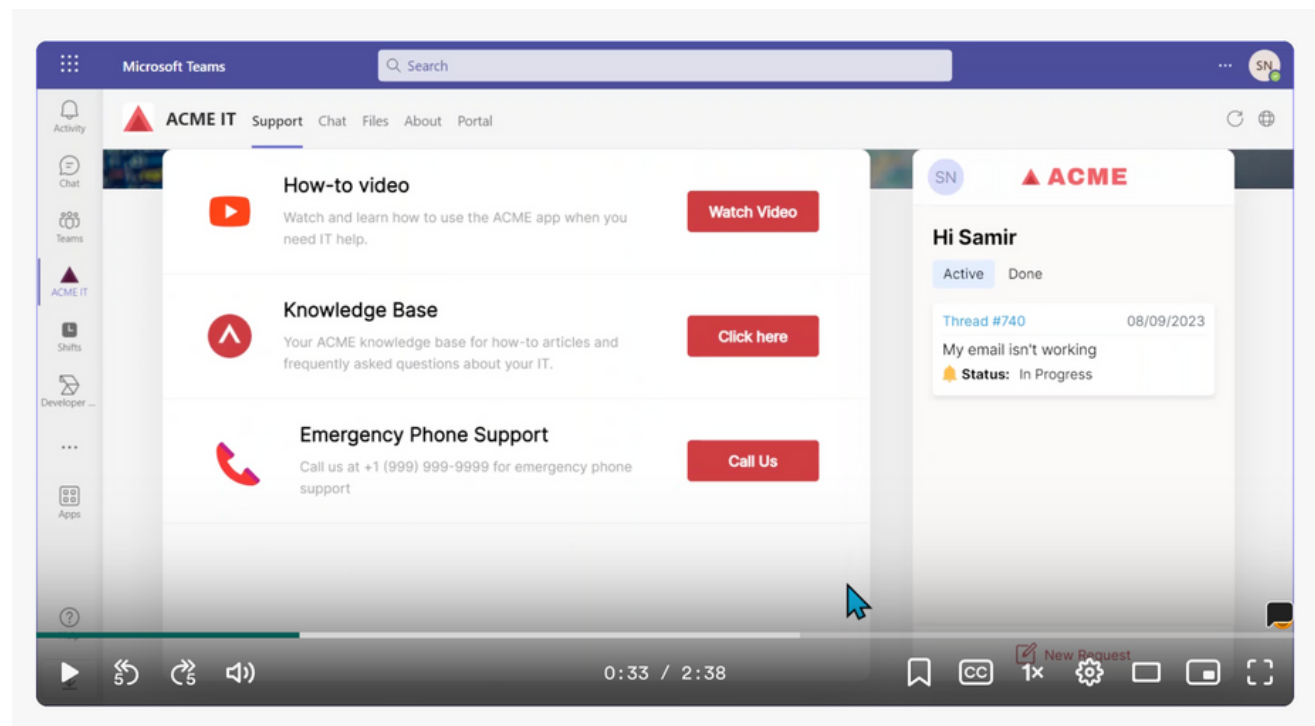 Microsoft Teams
Search
SN
Activity
Chat
Teams
ACME IT
Shifts
Developer ...
Apps
Help
ACME IT Support Chat Files About Portal
How-to video
Watch and learn how to use the ACME app when you
need IT help.
Watch Video
Knowledge Base
Your ACME knowledge base for how-to articles and
frequently asked questions about your IT.
Click here
Emergency Phone Support
Call us at +1 (999) 999-9999 for emergency phone
support
Call Us
SN ACME
Hi Samir
Active Done
Thread #740 08/09/2023
My email isn't working
Status: In Progress
New Request
5 5 0:33 / 2:38 CC 1×